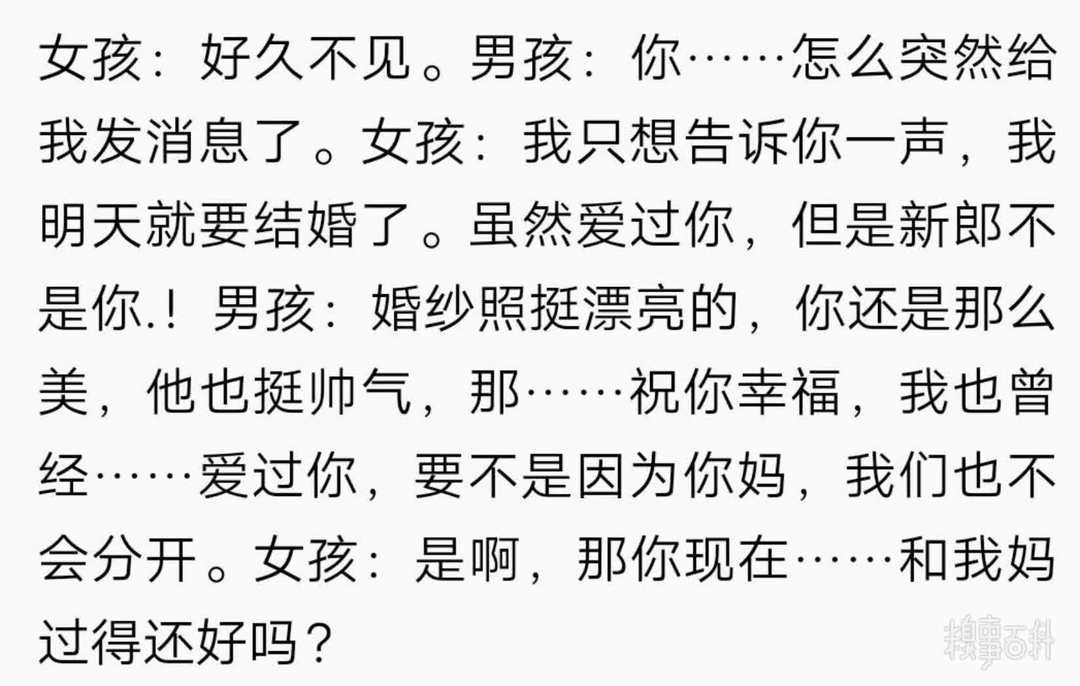 女孩：好久不见。男孩：你……怎么突然给
我发消息了。女孩：我只想告诉你一声，我
明天就要结婚了。虽然爱过你，但是新郎不
是你.！男孩：婚纱照挺漂亮的，你还是那么
美，他也挺帅气，那……祝你幸福，我也曾
经……爱过你，要不是因为你妈，我们也不
会分开。女孩：是啊，那你现在……和我妈
过得还好吗？
糗事百科